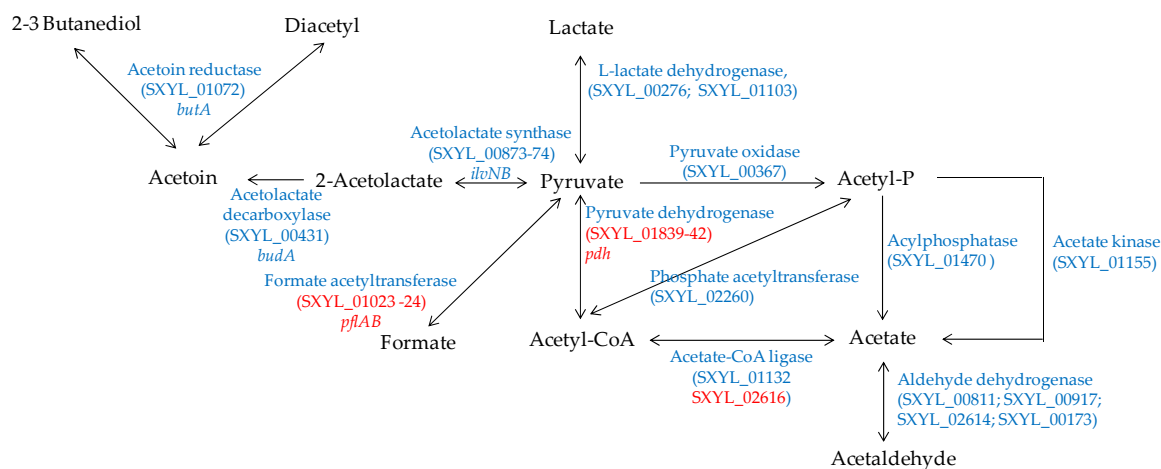 2-3 Butanediol
Diacetyl
Lactate
Acetoin reductase
(SXYL_01072)
butA
L-lactate dehydrogenase,
(SXYL_00276; SXYL_01103)
Acetolactate synthase
(SXYL_00873-74)
ilvNB
Pyruvate oxidase
(SXYL_00367)
Acetoin
2-Acetolactate
Pyruvate
Acetyl-P
Acetolactate
decarboxylase
(SXYL_00431)
budA
Pyruvate dehydrogenase
(SXYL_01839-42)
pdh
Acylphosphatase
(SXYL_01470 )
Acetate kinase
(SXYL_01155)
Formate acetyltransferase
(SXYL_01023 -24)
pflAB
Phosphate acetyltransferase
(SXYL_02260)
Formate
Acetyl-CoA
Acetate
Acetate-CoA ligase
(SXYL_01132
SXYL_02616)
Aldehyde dehydrogenase
(SXYL_00811; SXYL_00917;
SXYL_02614; SXYL_00173)
Acetaldehyde